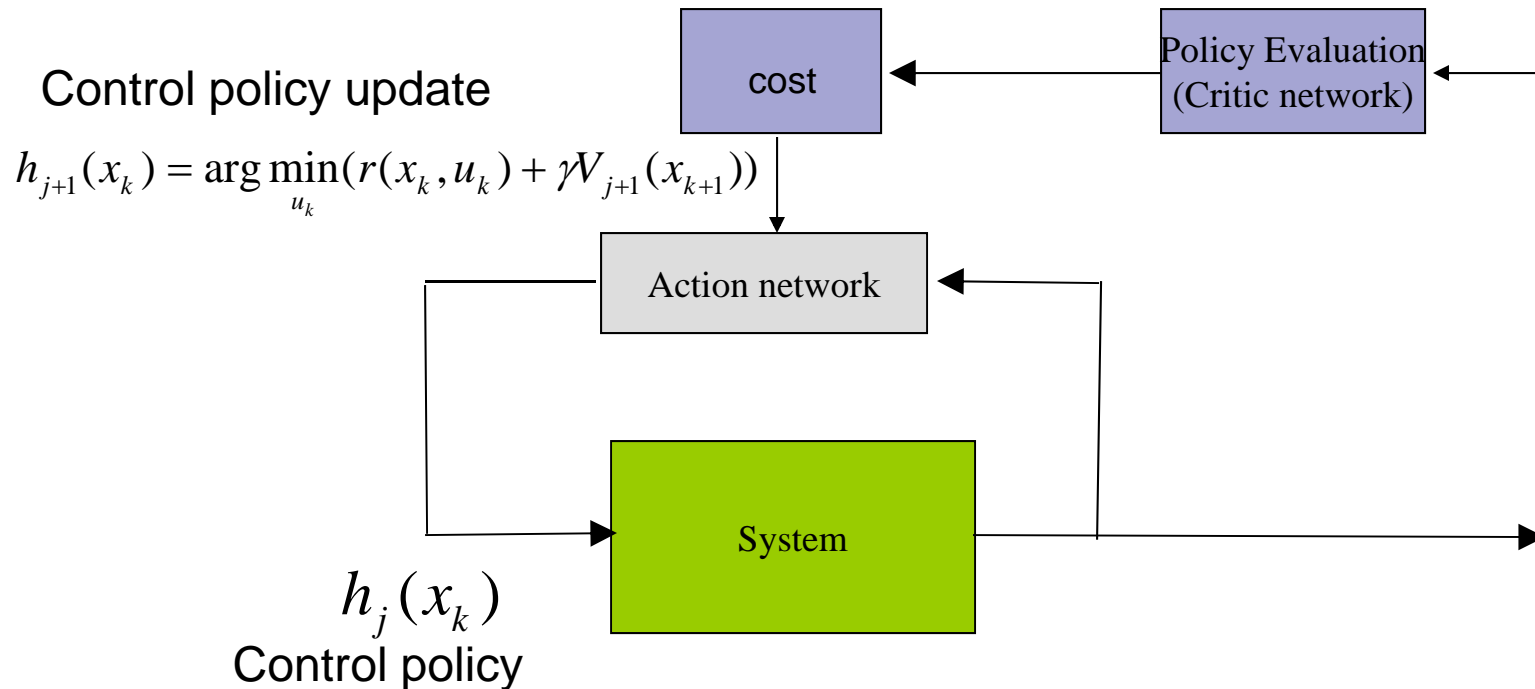 Control policy update
h_{j+1}(x_k) = arg min_{u_k}(r(x_k, u_k) + γV_{j+1}(x_{k+1}))
cost
Policy Evaluation
(Critic network)
Action network
System
h_j(x_k)
Control policy